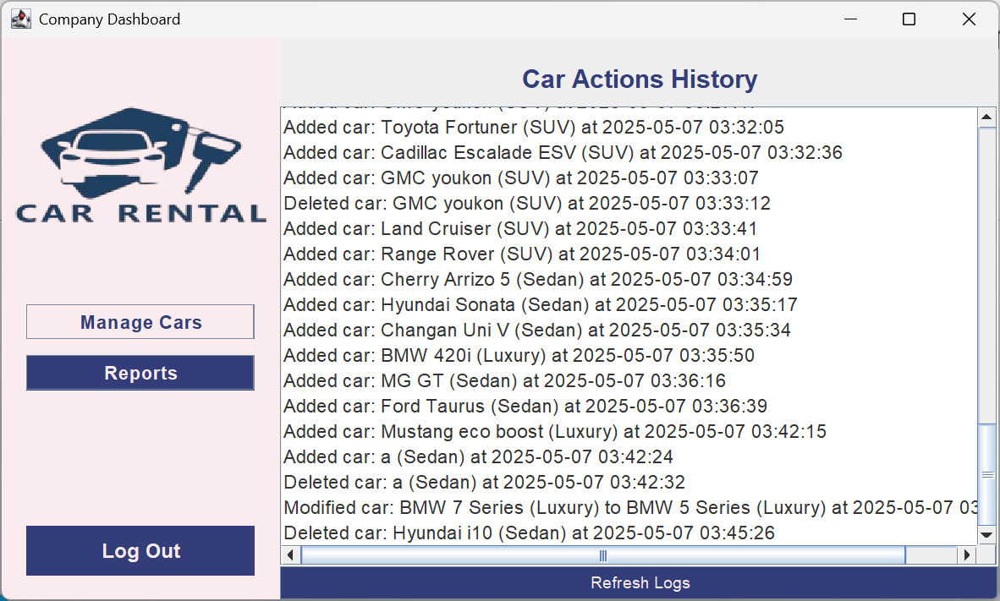 Company Dashboard
CAR RENTAL
Manage Cars
Reports
Log Out
Car Actions History
Added car: Toyota Fortuner (SUV) at 2025-05-07 03:32:05
Added car: Cadillac Escalade ESV (SUV) at 2025-05-07 03:32:36
Added car: GMC youkon (SUV) at 2025-05-07 03:33:07
Deleted car: GMC youkon (SUV) at 2025-05-07 03:33:12
Added car: Land Cruiser (SUV) at 2025-05-07 03:33:41
Added car: Range Rover (SUV) at 2025-05-07 03:34:01
Added car: Cherry Arrizo 5 (Sedan) at 2025-05-07 03:34:59
Added car: Hyundai Sonata (Sedan) at 2025-05-07 03:35:17
Added car: Changan Uni V (Sedan) at 2025-05-07 03:35:34
Added car: BMW 420i (Luxury) at 2025-05-07 03:35:50
Added car: MG GT (Sedan) at 2025-05-07 03:36:16
Added car: Ford Taurus (Sedan) at 2025-05-07 03:36:39
Added car: Mustang eco boost (Luxury) at 2025-05-07 03:42:15
Added car: a (Sedan) at 2025-05-07 03:42:24
Deleted car: a (Sedan) at 2025-05-07 03:42:32
Modified car: BMW 7 Series (Luxury) to BMW 5 Series (Luxury) at 2025-05-07 03
Deleted car: Hyundai i10 (Sedan) at 2025-05-07 03:45:26
Refresh Logs